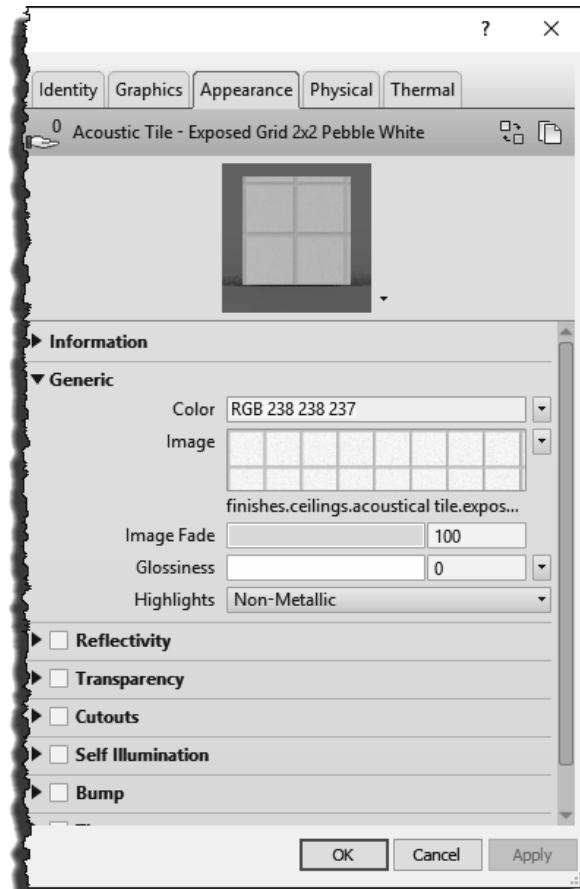 ?
Identity Graphics Appearance Physical Thermal
0 Acoustic Tile - Exposed Grid 2x2 Pebble White
Information
Generic
Color RGB 238 238 237
Image
finishes.ceilings.acoustical tile.expos...
Image Fade 100
Glossiness 0
Highlights Non-Metallic
Reflectivity
Transparency
Cutouts
Self Illumination
Bump
OK Cancel Apply